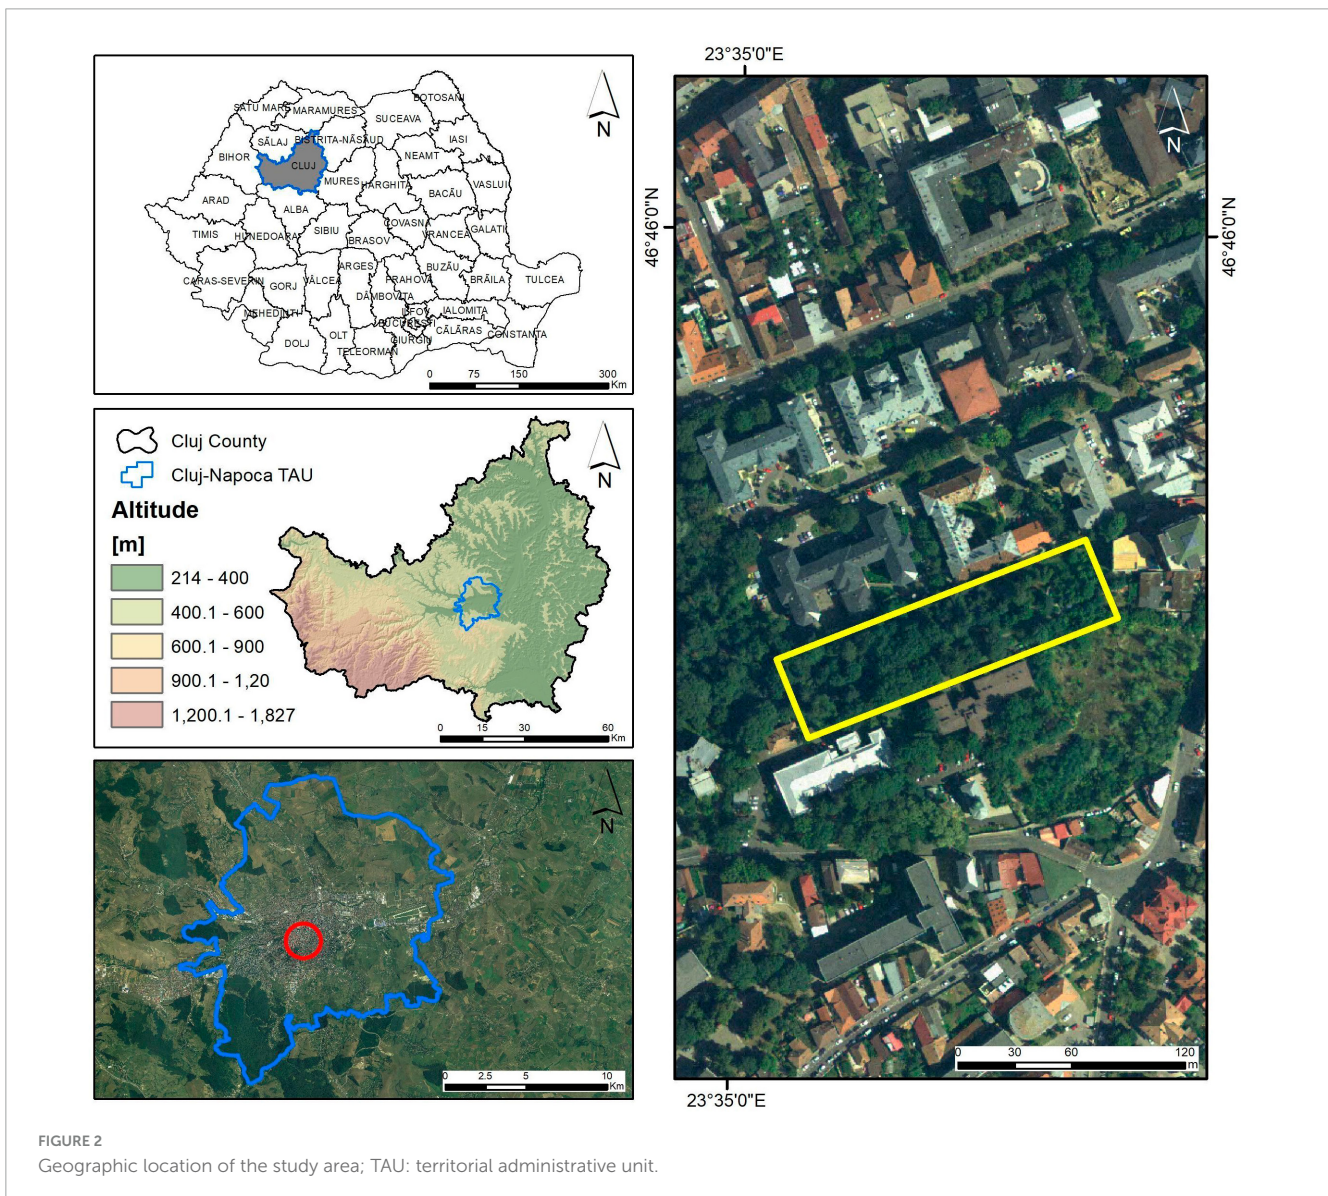 N
SATU MARE
MARAMURES
BOTOSANI
SUCEAVA
SĂLAJ
BISTRITA-NĂSĂUD
IASI
BIHOR
CLUJ
NEAMT
MURES
HARGHITA
BACĂU
VASLUI
ARAD
ALBA
TIMIS
HUNEDOARA
SIBIU
BRASOV
COVASNA
VRANCEA
GALATI
CARAS-SEVERIN
GORJ
VÂLCEA
ARGES
PRAHOVA
BUZĂU
BRĂILA
TULCEA
DÂMBOVITA
MEHEDINTI
ILFOV
IALOMITA
BUCURESTI
CĂLĂRAS
CONSTANTA
DOLJ
OLT
GIURGIU
TELEORMAN
0 75 150 300
Km
Cluj County
Cluj-Napoca TAU
Altitude
[m]
214 - 400
400.1 - 600
600.1 - 900
900.1 - 1,20
1,200.1 - 1,827
N
0 15 30 60
Km
N
0 2.5 5 10
Km
23°35'0"E
46°46'0"N
46°46'0"N
N
0 30 60 120
m
23°35'0"E
FIGURE 2
Geographic location of the study area; TAU: territorial administrative unit.